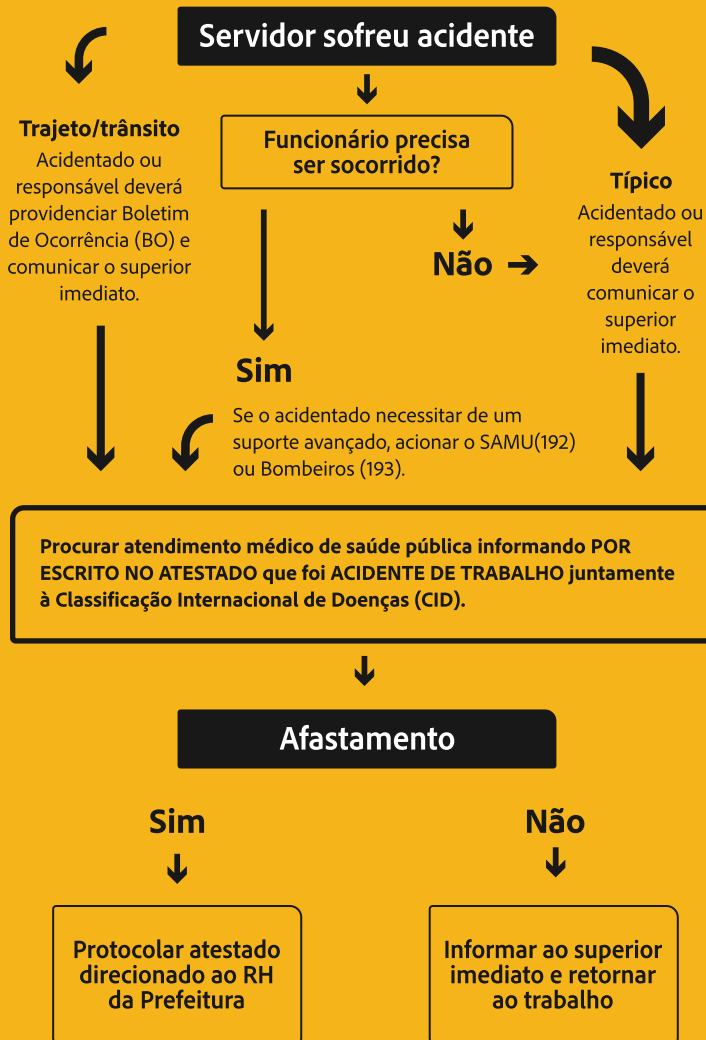 Servidor sofreu acidente
Trajeto/trânsito
Acidentado ou
responsável deverá
providenciar Boletim
de Ocorrência (BO) e
comunicar o superior
imediato.
Funcionário precisa
ser socorrido?
Típico
Acidentado ou
responsável
deverá
comunicar o
superior
imediato.
Não
Sim
Se o acidentado necessitar de um
suporte avançado, acionar o SAMU(192)
ou Bombeiros (193).
Procurar atendimento médico de saúde pública informando POR
ESCRITO NO ATESTADO que foi ACIDENTE DE TRABALHO juntamente
à Classificação Internacional de Doenças (CID).
Afastamento
Sim
Protocolar atestado
direcionado ao RH
da Prefeitura
Não
Informar ao superior
imediato e retornar
ao trabalho